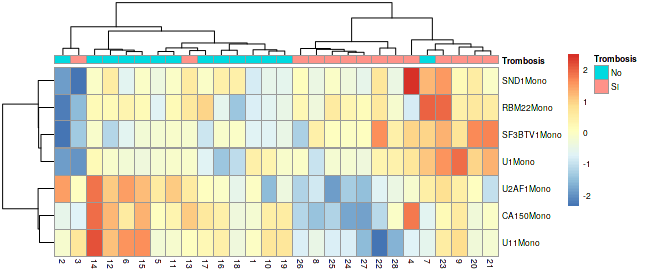 Trombosis
SND1Mono
RBM22Mono
SF3BTV1Mono
U1Mono
U2AF1Mono
CA150Mono
U11Mono
2 3 14 12 6 15 5 11 13 17 16 18 1 10 19 26 8 25 24 27 22 28 4 7 23 9 20 21
2
1
0
-1
-2
Trombosis
No
SI